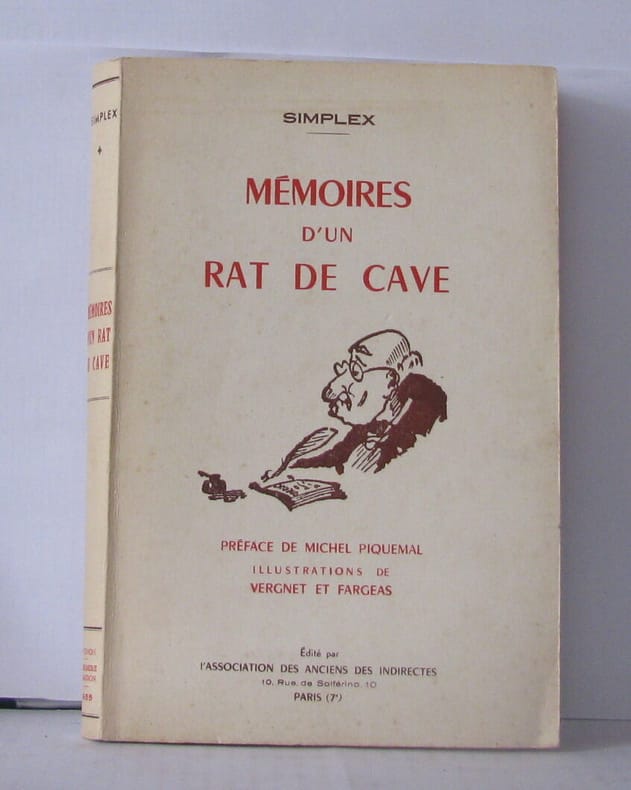 SIMPLEX
MÉMOIRES
D'UN
RAT DE CAVE
PRÉFACE DE MICHEL PIQUEMAL
ILLUSTRATIONS DE
VERGNET ET FARGEAS
Édité par
l'ASSOCIATION DES ANCIENS DES INDIRECTES
10, Rue de Solférino, 10
PARIS (7e)
SIMPLEX
MÉMOIRES
D'UN RAT
CAVE